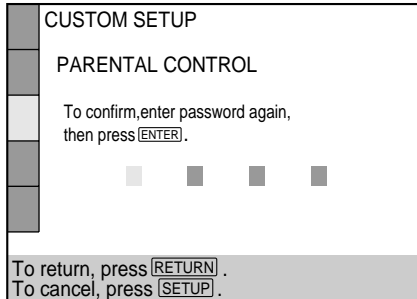 CUSTOM SETUP
PARENTAL CONTROL
To confirm,enter password again,
then press ENTER.
To return, press RETURN .
To cancel, press SETUP .